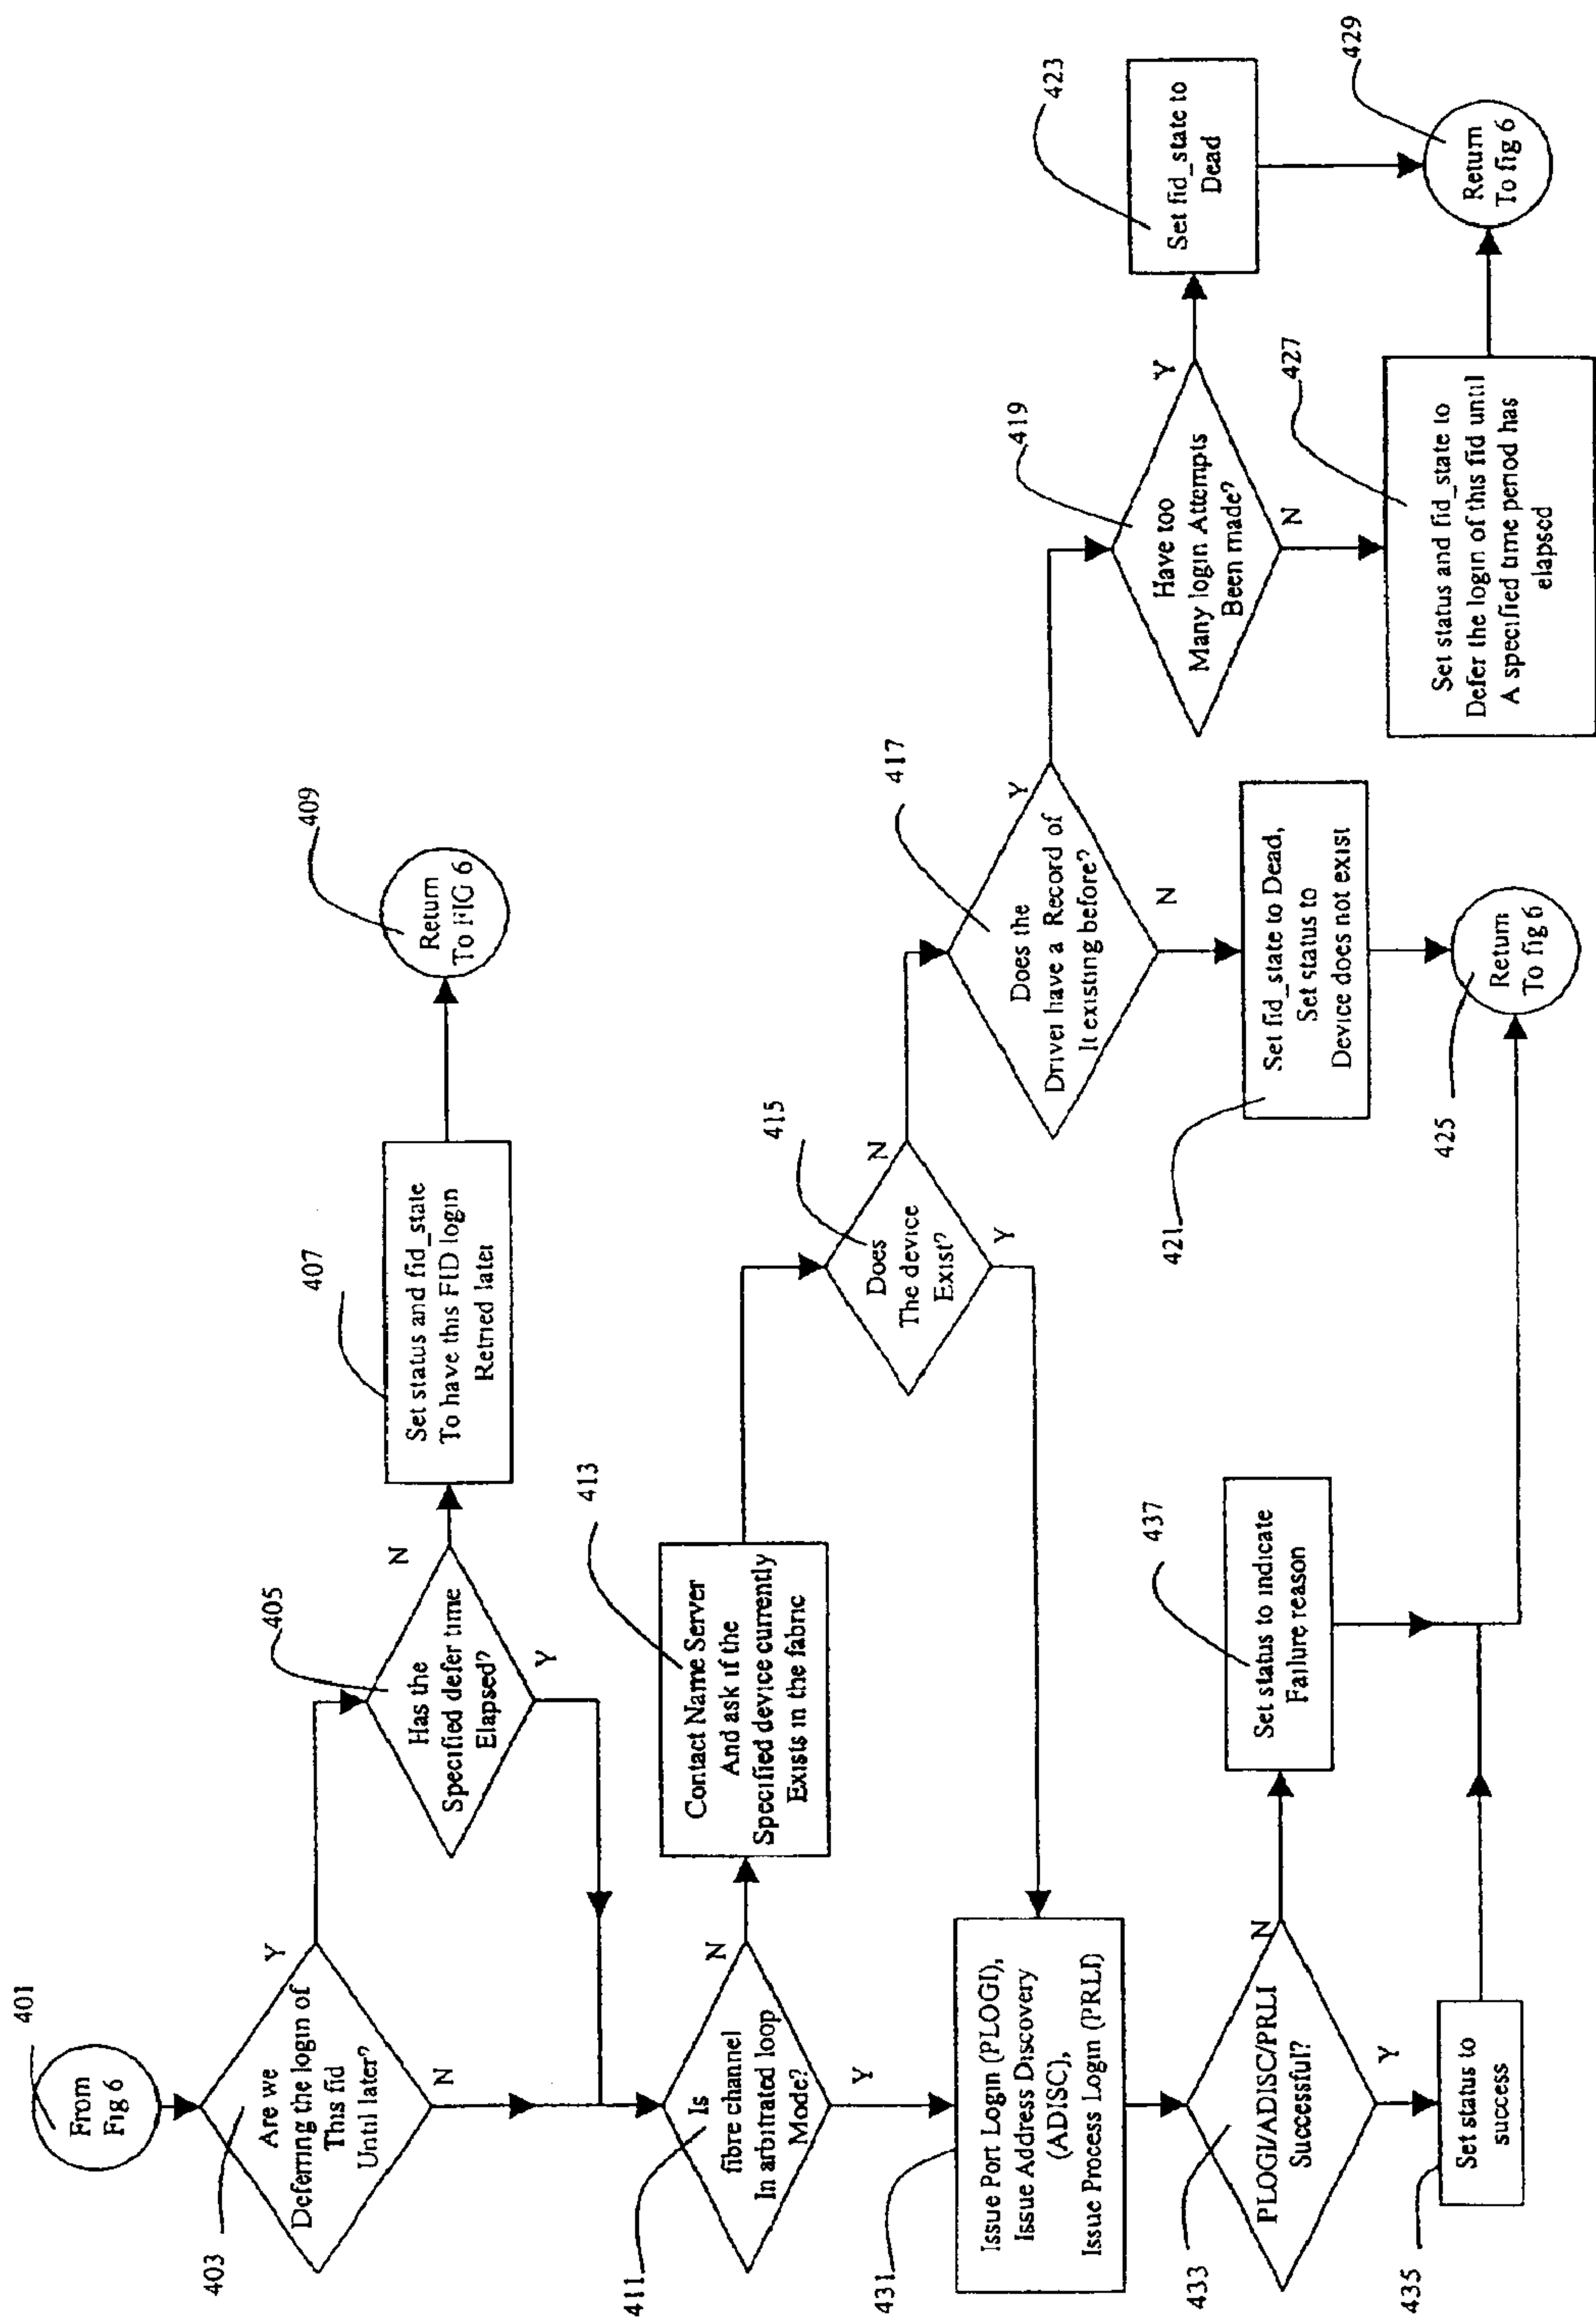 401
From
Fig 6
403
Are we
Deferring the login of
This fid
Until later?
Y
N
405
Has the
Specified defer time
Elapsed?
N
Y
407
Set status and fid_state
To have this FID login
Retried later
409
Return
To FIG 6
411
Is
fibre channel
In arbitrated loop
Mode?
N
Y
413
Contact Name Server
And ask if the
Specified device currently
Exists in the fabric
415
Does
The device
Exist?
N
Y
417
Does the
Driver have a Record of
It existing before?
Y
N
419
Have too
Many login Attempts
Been made?
Y
N
423
Set fid_state to
Dead
427
Set status and fid_state to
Defer the login of this fid until
A specified time period has
elapsed
429
Return
To fig 6
421
Set fid_state to Dead,
Set status to
Device does not exist
425
Return
To fig 6
431
Issue Port Login (PLOGI),
Issue Address Discovery
(ADISC),
Issue Process Login (PRLI)
433
PLOGI/ADISC/PRLI
Successful?
N
Y
437
Set status to indicate
Failure reason
435
Set status to
success